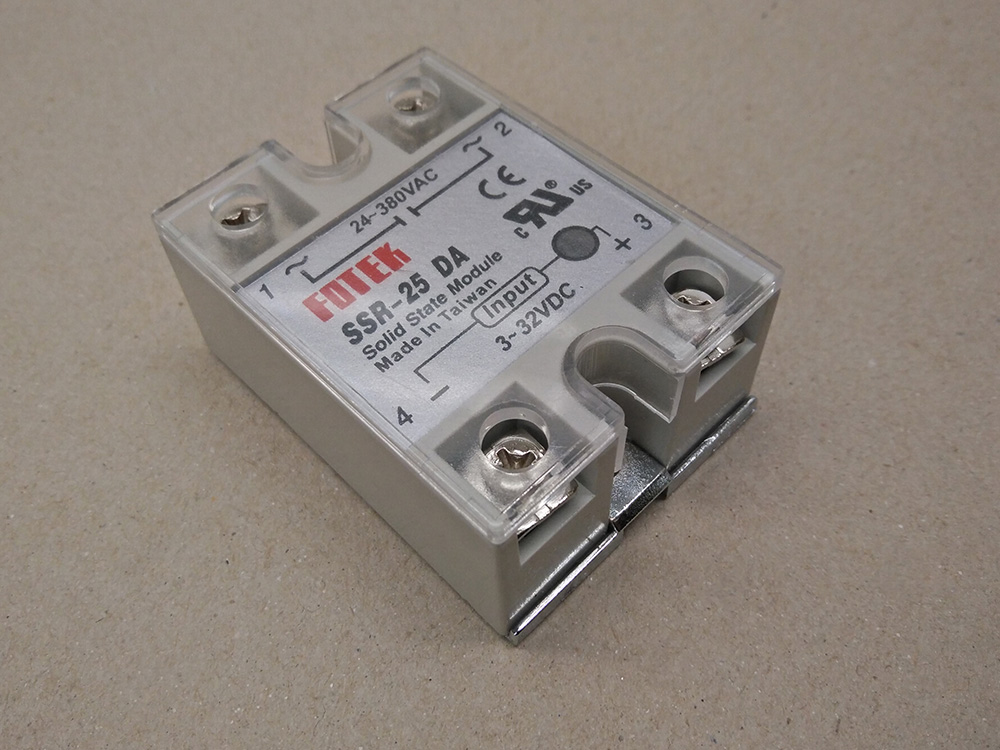 2
~
24~380VAC
~
1
CE
c RU® US
FOTEK
SSR-25 DA
Solid State Module
Made In Taiwan
+ 3
Input
3~32VDC
−
4